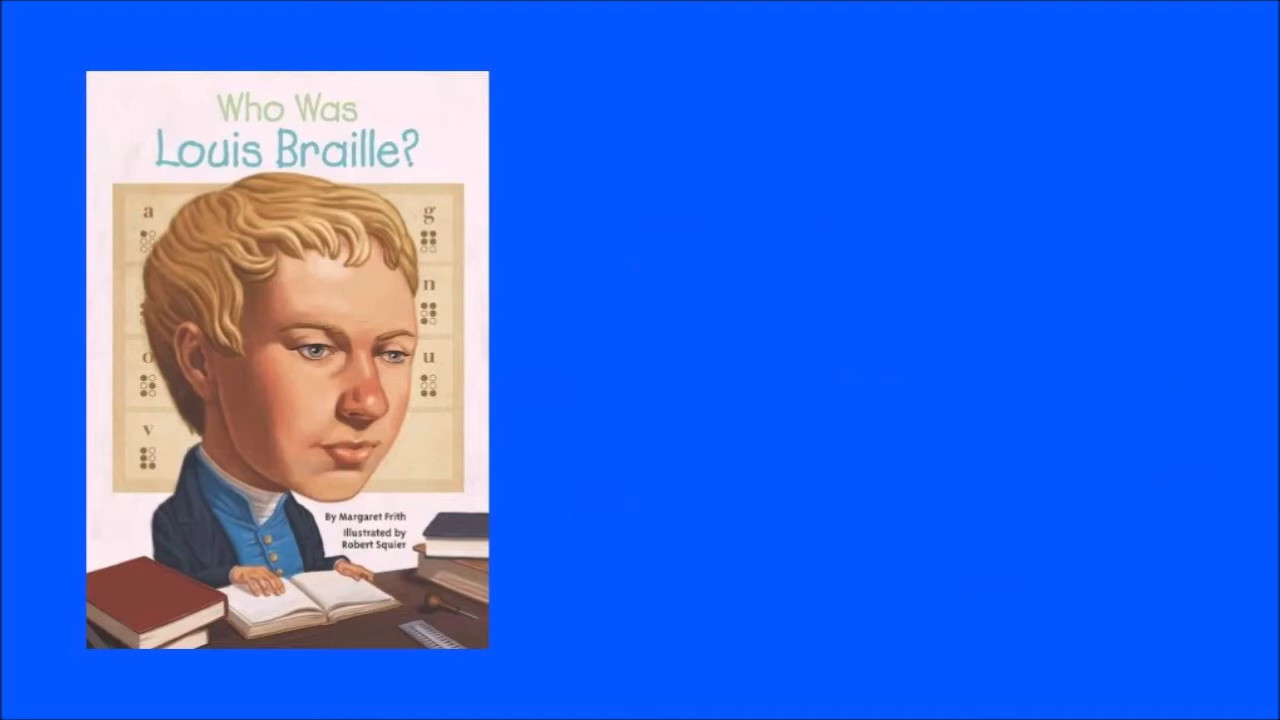 Who Was
Louis Braille?
a
g
n
o
u
v
By Margaret Frith
Illustrated by
Robert Squier